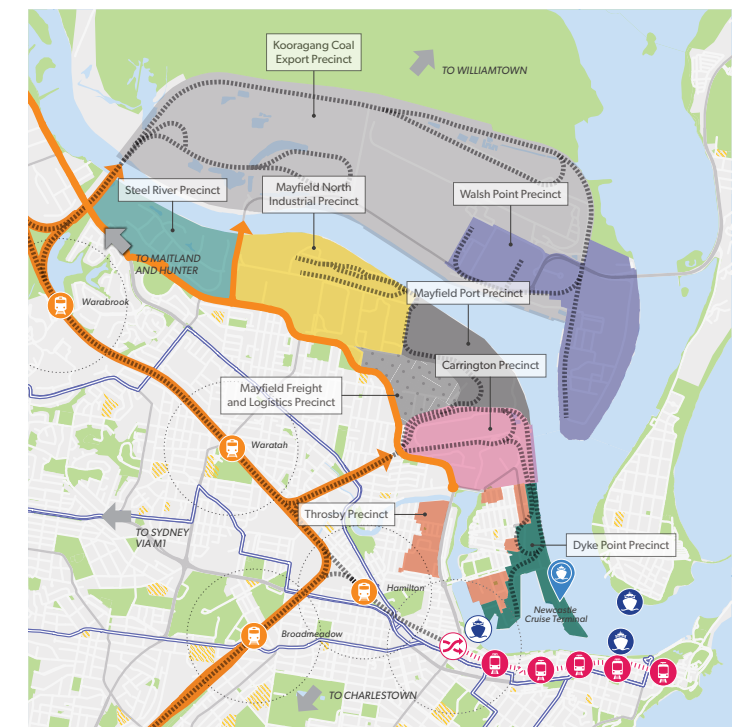 Kooragang Coal
Export Precinct
TO WILLIAMTOWN
Steel River Precinct
Mayfield North
Industrial Precinct
Walsh Point Precinct
TO MAITLAND
AND HUNTER
Mayfield Port Precinct
Warabrook
Carrington Precinct
Mayfield Freight
and Logistics Precinct
Waratah
Throsby Precinct
TO SYDNEY
VIA M1
Dyke Point Precinct
Hamilton
Newcastle
Cruise Terminal
Broadmeadow
TO CHARLESTOWN